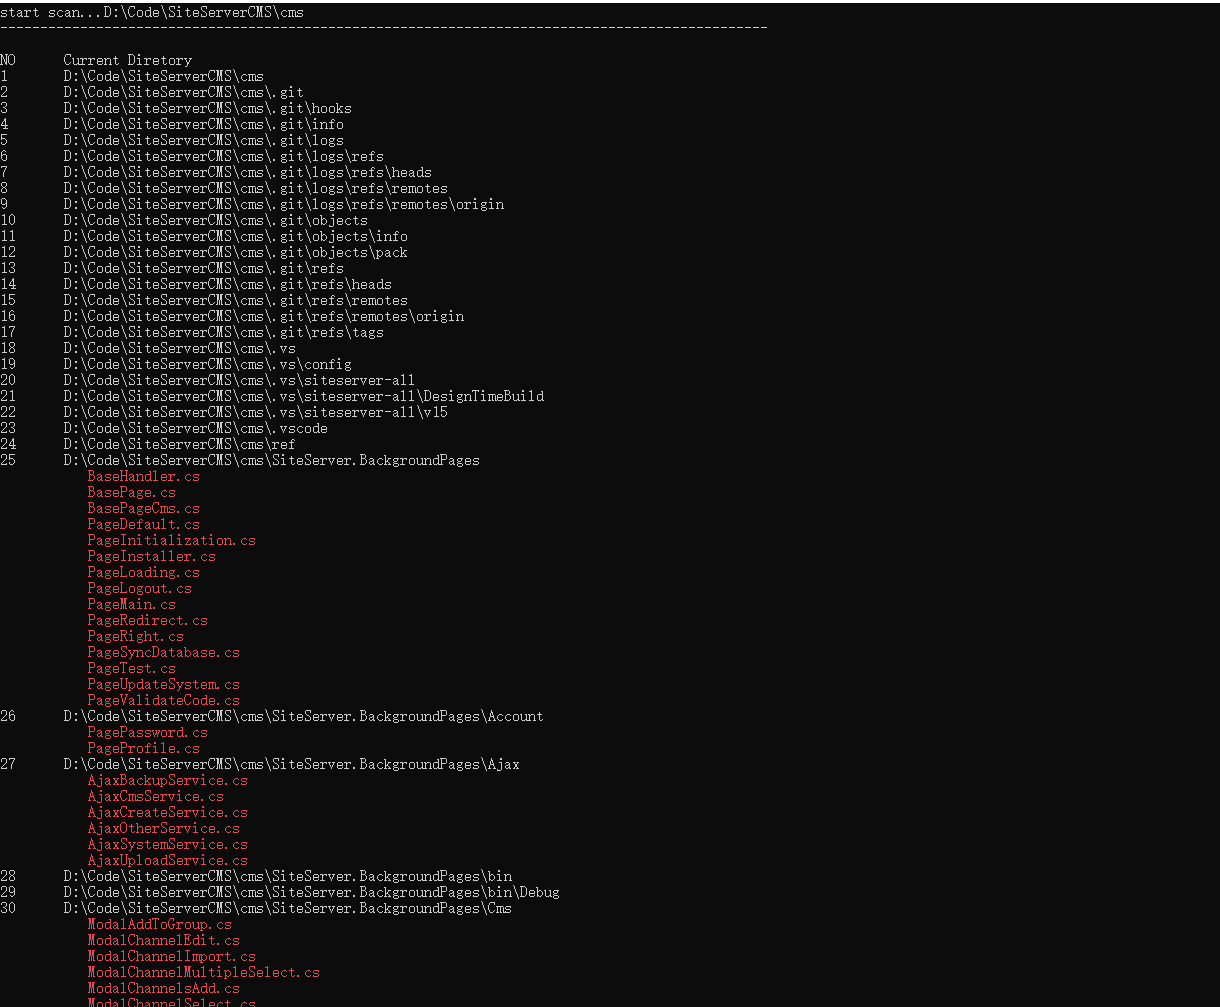 start scan...D:\Code\SiteServerCMS\cms
------------------------------------------------------------------------------------------------
NO Current Diretory
1 D:\Code\SiteServerCMS\cms
2 D:\Code\SiteServerCMS\cms\.git
3 D:\Code\SiteServerCMS\cms\.git\hooks
4 D:\Code\SiteServerCMS\cms\.git\info
5 D:\Code\SiteServerCMS\cms\.git\logs
6 D:\Code\SiteServerCMS\cms\.git\logs\refs
7 D:\Code\SiteServerCMS\cms\.git\logs\refs\heads
8 D:\Code\SiteServerCMS\cms\.git\logs\refs\remotes
9 D:\Code\SiteServerCMS\cms\.git\logs\refs\remotes\origin
10 D:\Code\SiteServerCMS\cms\.git\objects
11 D:\Code\SiteServerCMS\cms\.git\objects\info
12 D:\Code\SiteServerCMS\cms\.git\objects\pack
13 D:\Code\SiteServerCMS\cms\.git\refs
14 D:\Code\SiteServerCMS\cms\.git\refs\heads
15 D:\Code\SiteServerCMS\cms\.git\refs\remotes
16 D:\Code\SiteServerCMS\cms\.git\refs\remotes\origin
17 D:\Code\SiteServerCMS\cms\.git\refs\tags
18 D:\Code\SiteServerCMS\cms\.vs
19 D:\Code\SiteServerCMS\cms\.vs\config
20 D:\Code\SiteServerCMS\cms\.vs\siteserver-all
21 D:\Code\SiteServerCMS\cms\.vs\siteserver-all\DesignTimeBuild
22 D:\Code\SiteServerCMS\cms\.vs\siteserver-all\v15
23 D:\Code\SiteServerCMS\cms\.vscode
24 D:\Code\SiteServerCMS\cms\ref
25 D:\Code\SiteServerCMS\cms\SiteServer.BackgroundPages
BaseHandler.cs
BasePage.cs
BasePageCms.cs
PageDefault.cs
PageInitialization.cs
PageInstaller.cs
PageLoading.cs
PageLogout.cs
PageMain.cs
PageRedirect.cs
PageRight.cs
PageSyncDatabase.cs
PageTest.cs
PageUpdateSystem.cs
PageValidateCode.cs
26 D:\Code\SiteServerCMS\cms\SiteServer.BackgroundPages\Account
PagePassword.cs
PageProfile.cs
27 D:\Code\SiteServerCMS\cms\SiteServer.BackgroundPages\Ajax
AjaxBackupService.cs
AjaxCmsService.cs
AjaxCreateService.cs
AjaxOtherService.cs
AjaxSystemService.cs
AjaxUploadService.cs
28 D:\Code\SiteServerCMS\cms\SiteServer.BackgroundPages\bin
29 D:\Code\SiteServerCMS\cms\SiteServer.BackgroundPages\bin\Debug
30 D:\Code\SiteServerCMS\cms\SiteServer.BackgroundPages\Cms
ModalAddToGroup.cs
ModalChannelEdit.cs
ModalChannelImport.cs
ModalChannelMultipleSelect.cs
ModalChannelsAdd.cs
ModalChannelSelect.cs